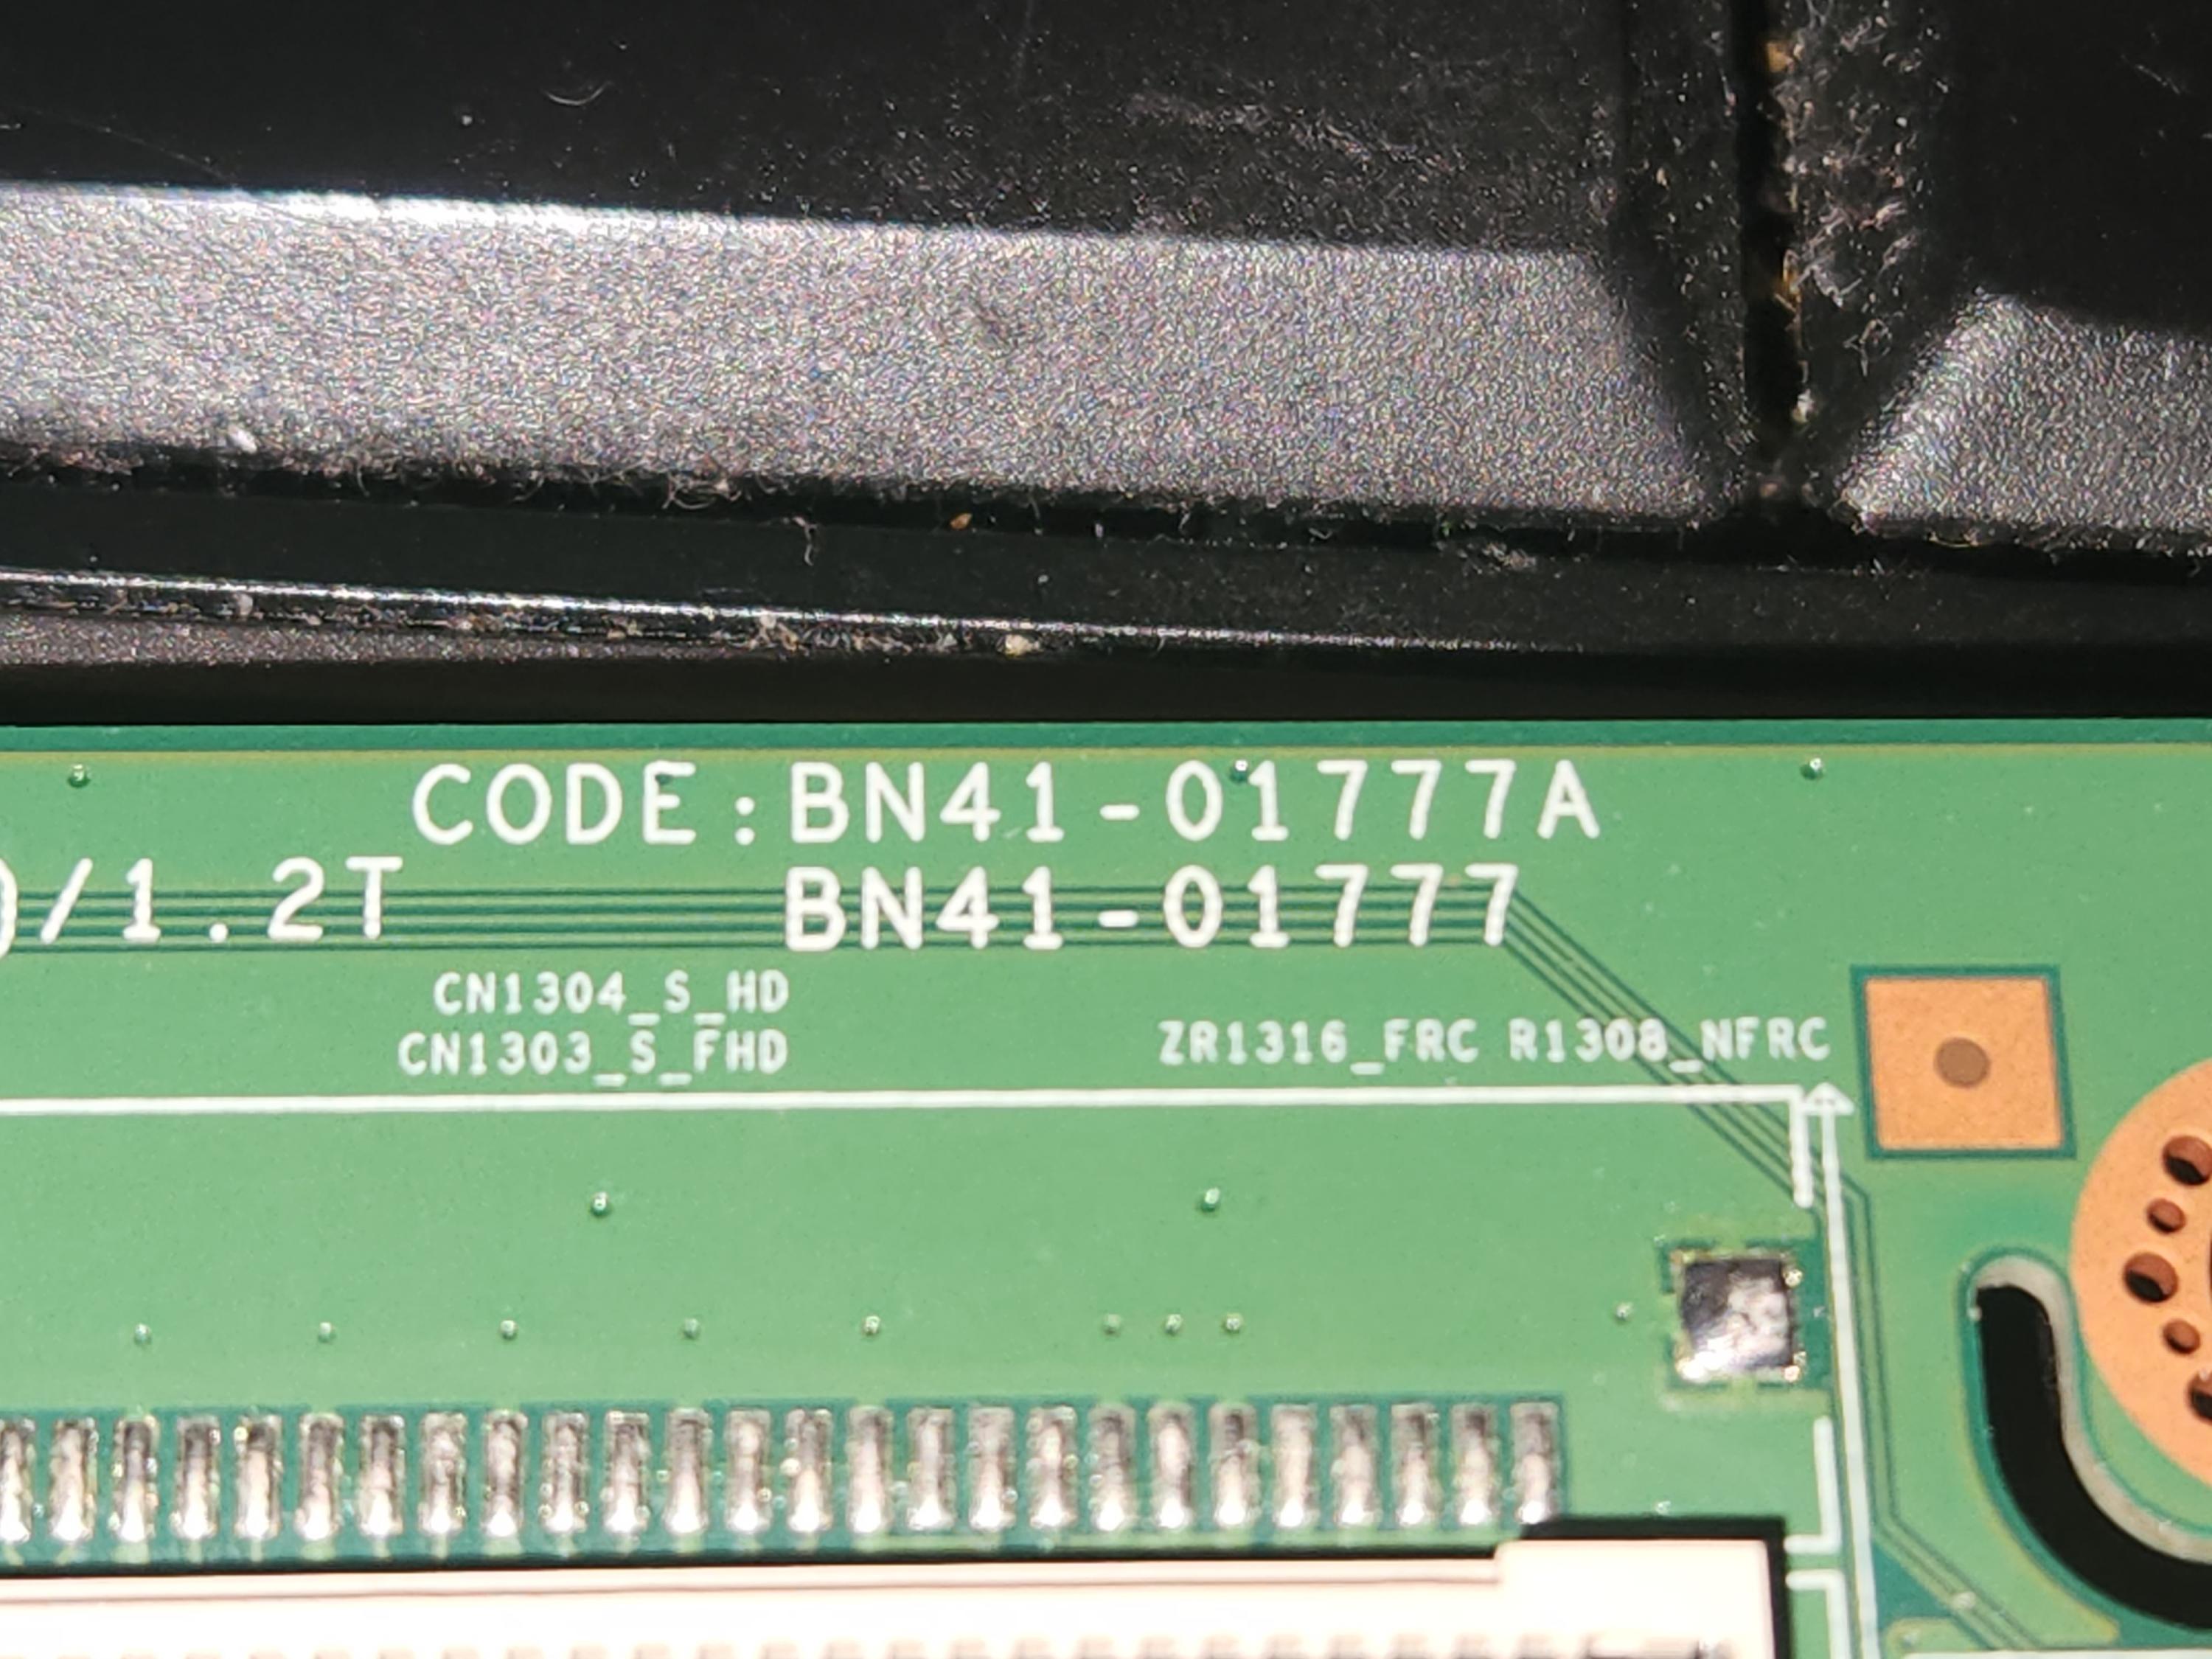 CODE:BN41-01777A
)/1.2T BN41-01777
CN1304_S_HD
CN1303_S_FHD
ZR1316_FRC R1308_NFRC